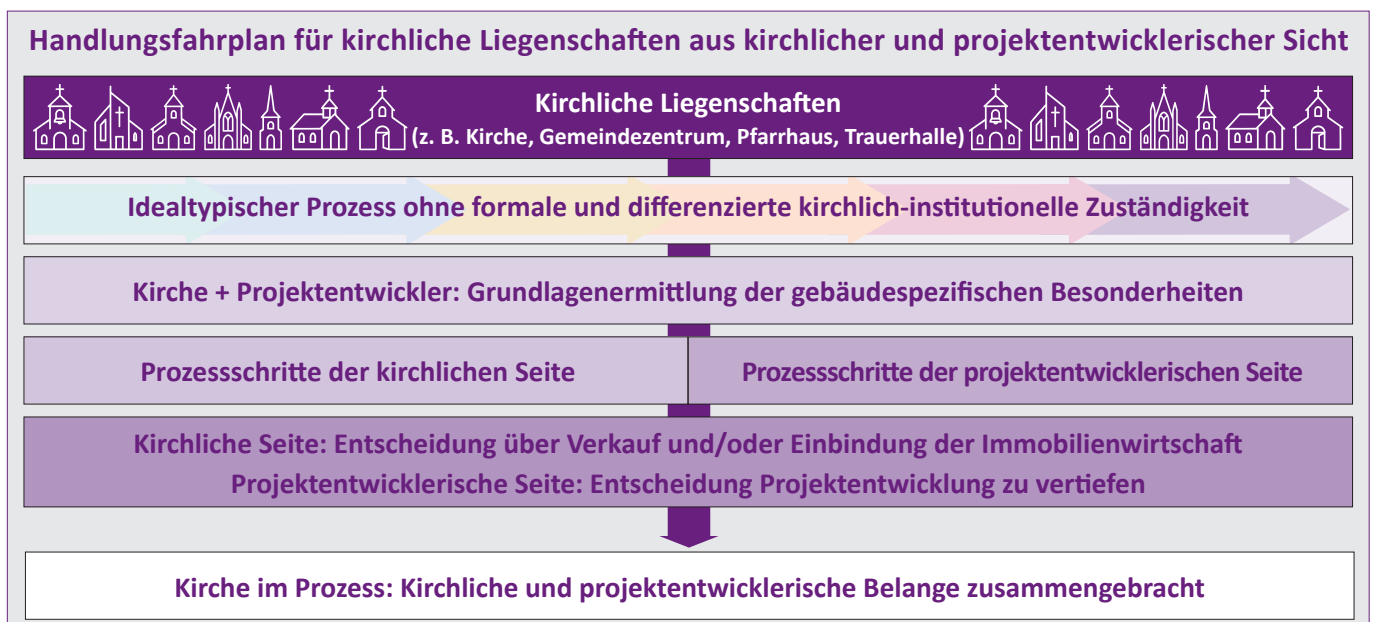 Handlungsfahrplan für kirchliche Liegenschaften aus kirchlicher und projektentwicklerischer Sicht
Kirchliche Liegenschaften
(z. B. Kirche, Gemeindezentrum, Pfarrhaus, Trauerhalle)
Idealtypischer Prozess ohne formale und differenzierte kirchlich-institutionelle Zuständigkeit
Kirche + Projektentwickler: Grundlagenermittlung der gebäudespezifischen Besonderheiten
Prozessschritte der kirchlichen Seite
Prozessschritte der projektentwicklerischen Seite
Kirchliche Seite: Entscheidung über Verkauf und/oder Einbindung der Immobilienwirtschaft
Projektentwicklerische Seite: Entscheidung Projektentwicklung zu vertiefen
Kirche im Prozess: Kirchliche und projektentwicklerische Belange zusammengebracht